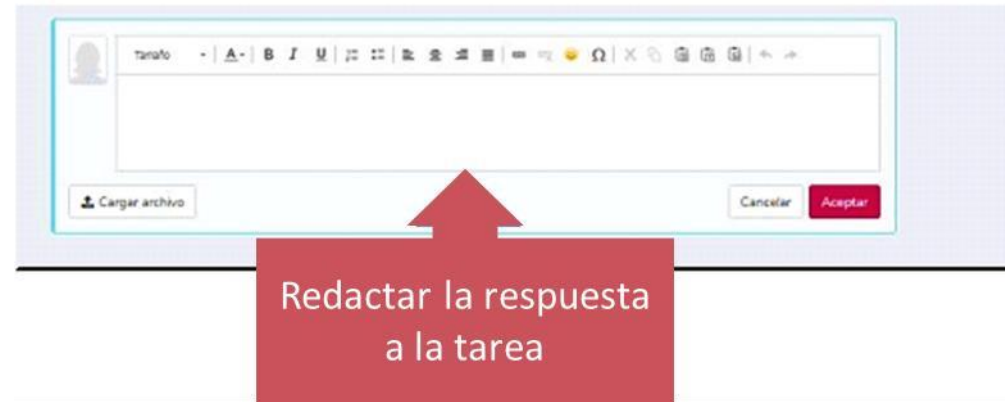 Tamaño A B I U Ω
Cargar archivo
Cancelar Aceptar
Redactar la respuesta
a la tarea